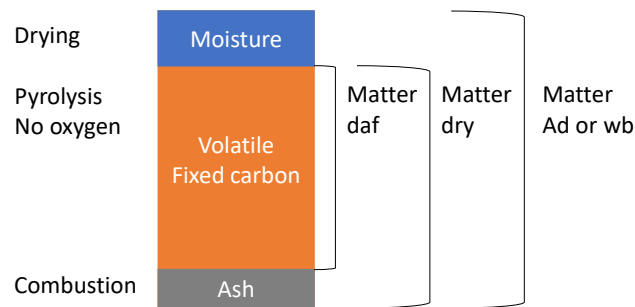 Drying
Moisture
Pyrolysis
No oxygen
Volatile
Fixed carbon
Matter
daf
Matter
dry
Matter
Ad or wb
Combustion
Ash